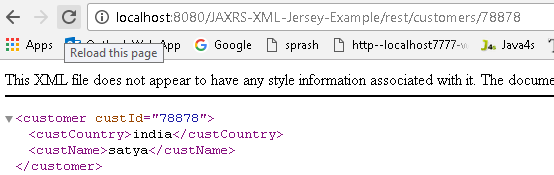 localhost:8080/JAXRS-XML-Jersey-Example/rest/customers/78878
Apps Google sprash http--localhost7777-w Java4s
Reload this page
This XML file does not appear to have any style information associated with it. The docume
<customer custId="78878">
<custCountry>india</custCountry>
<custName>satya</custName>
</customer>